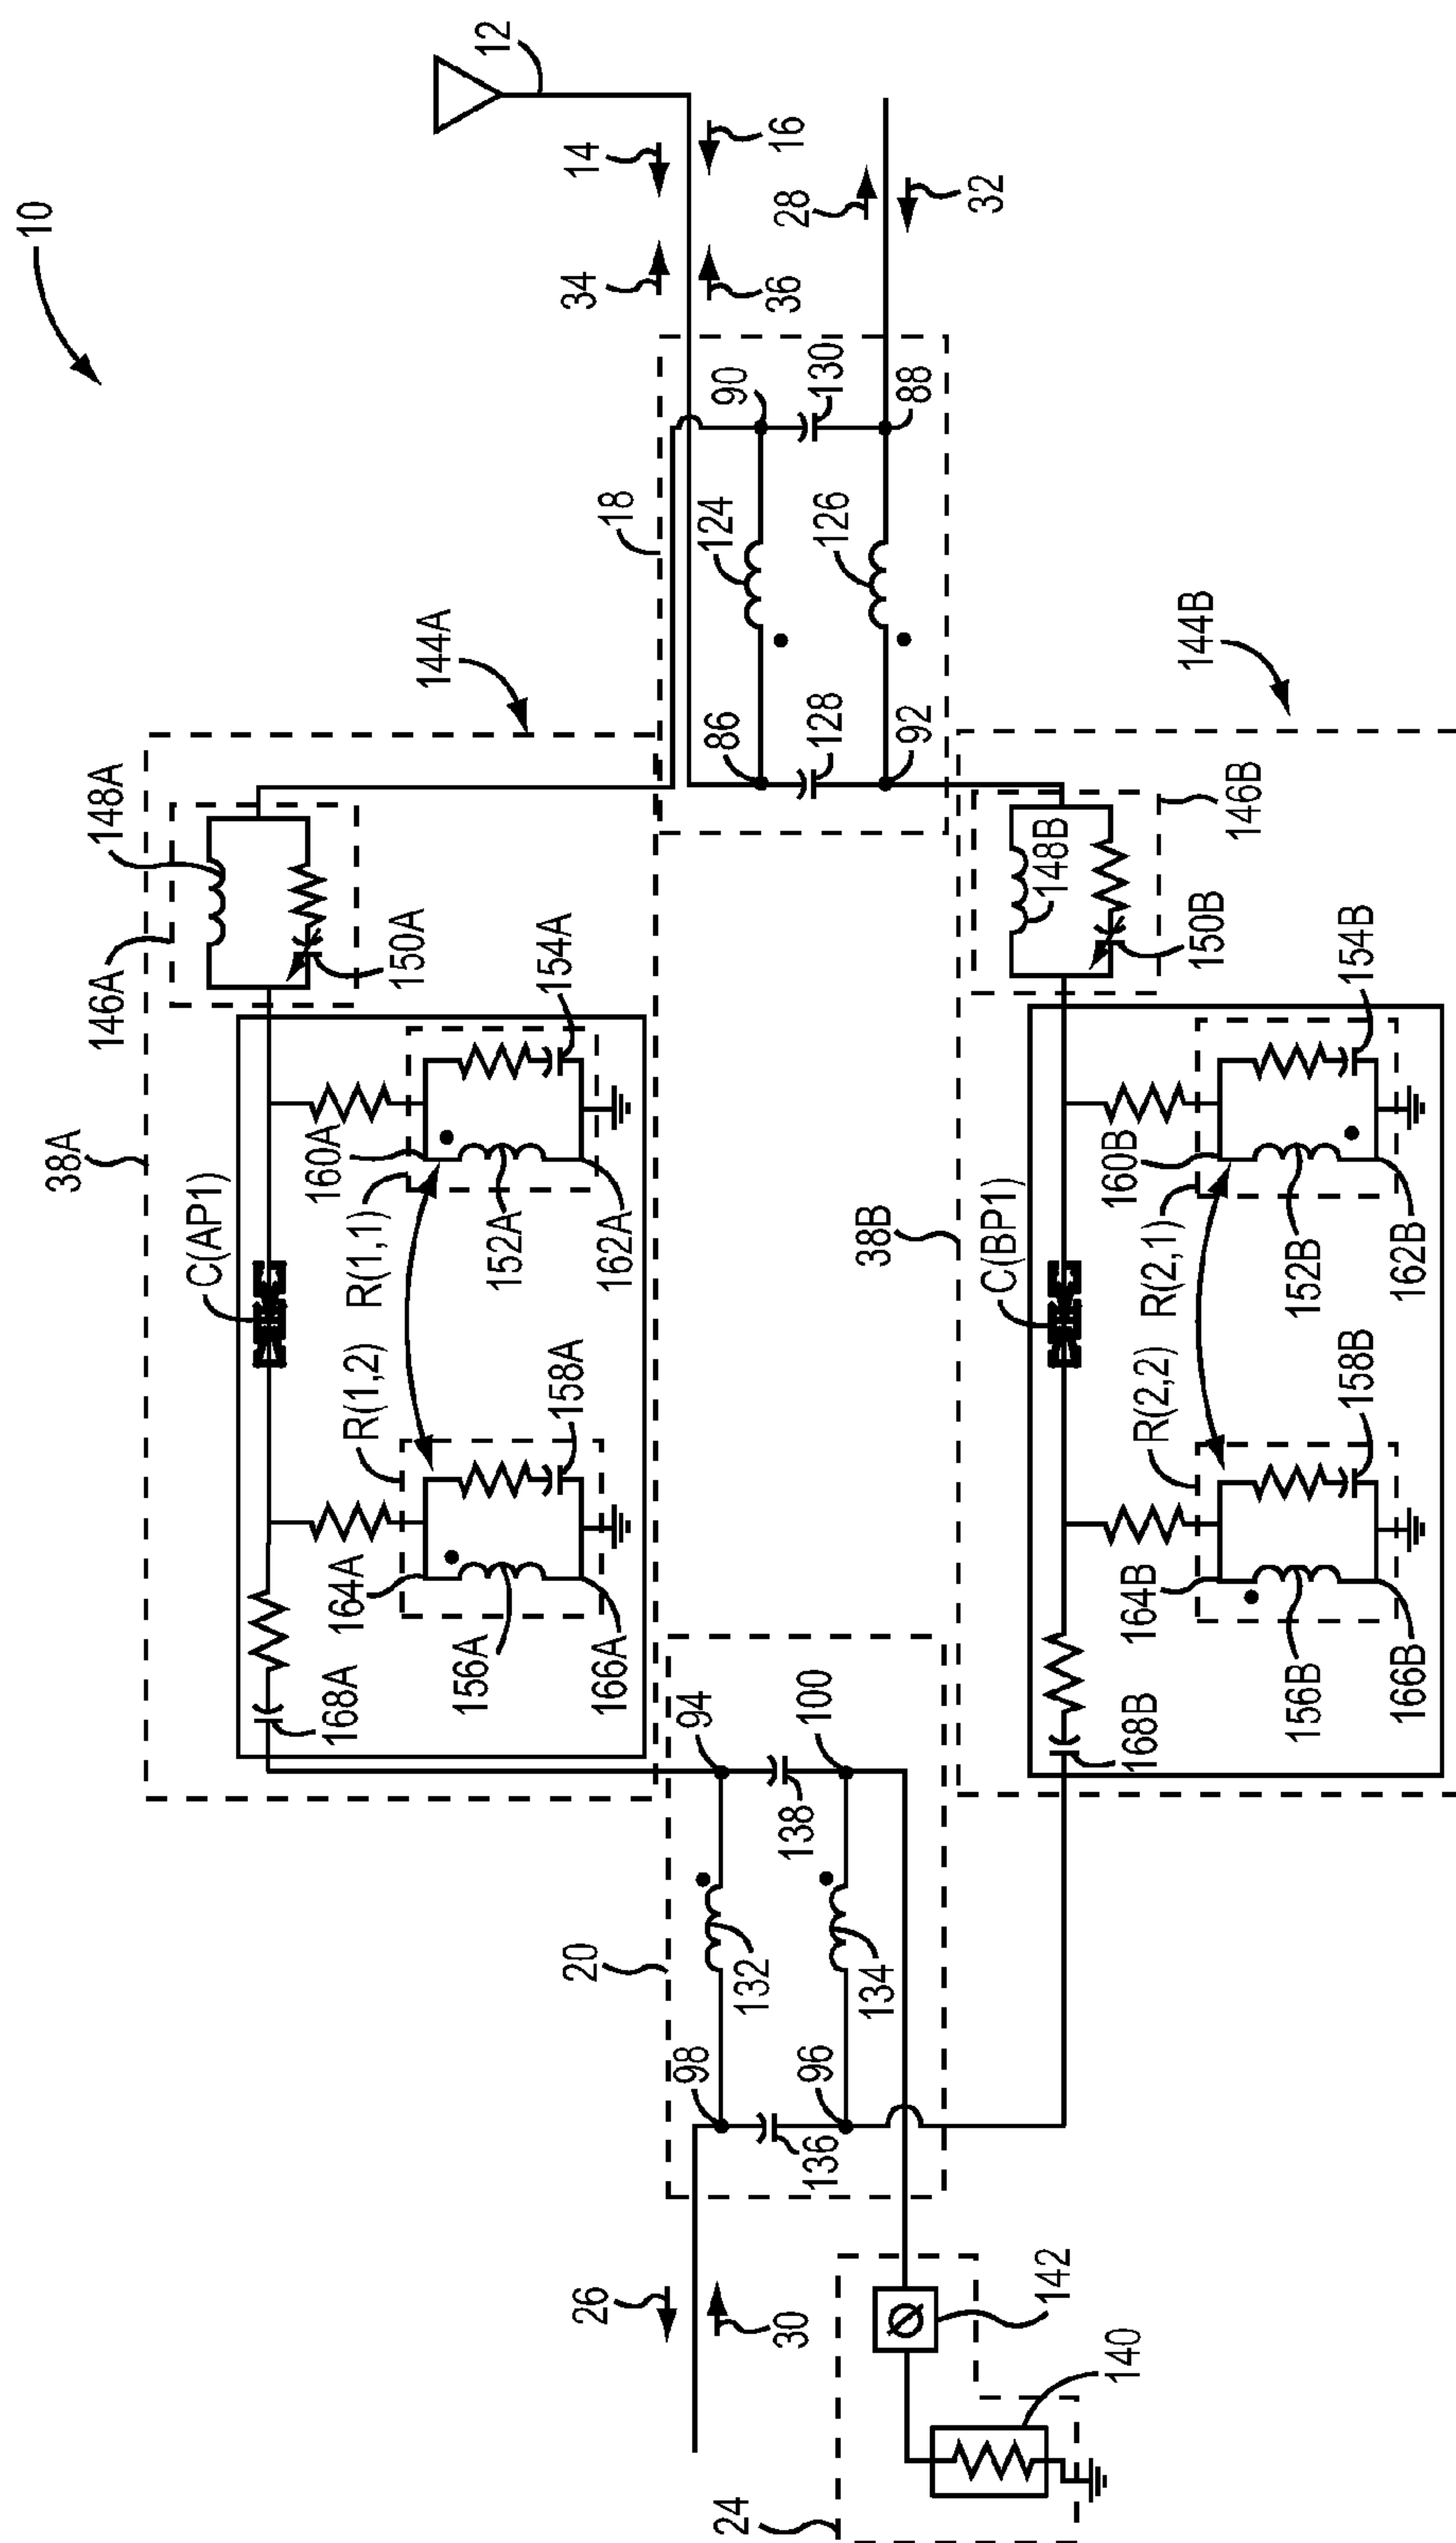 10
12
14
16
34
36
28
32
18
90
130
88
124
126
86
128
92
144A
144B
38A
146A
148A
150A
C(AP1)
160A
R(1,1)
154A
152A
162A
R(1,2)
158A
164A
156A
166A
168A
38B
146B
148B
150B
C(BP1)
160B
R(2,1)
154B
152B
162B
R(2,2)
158B
164B
156B
166B
168B
20
94
100
138
132
134
98
96
136
26
30
142
140
24